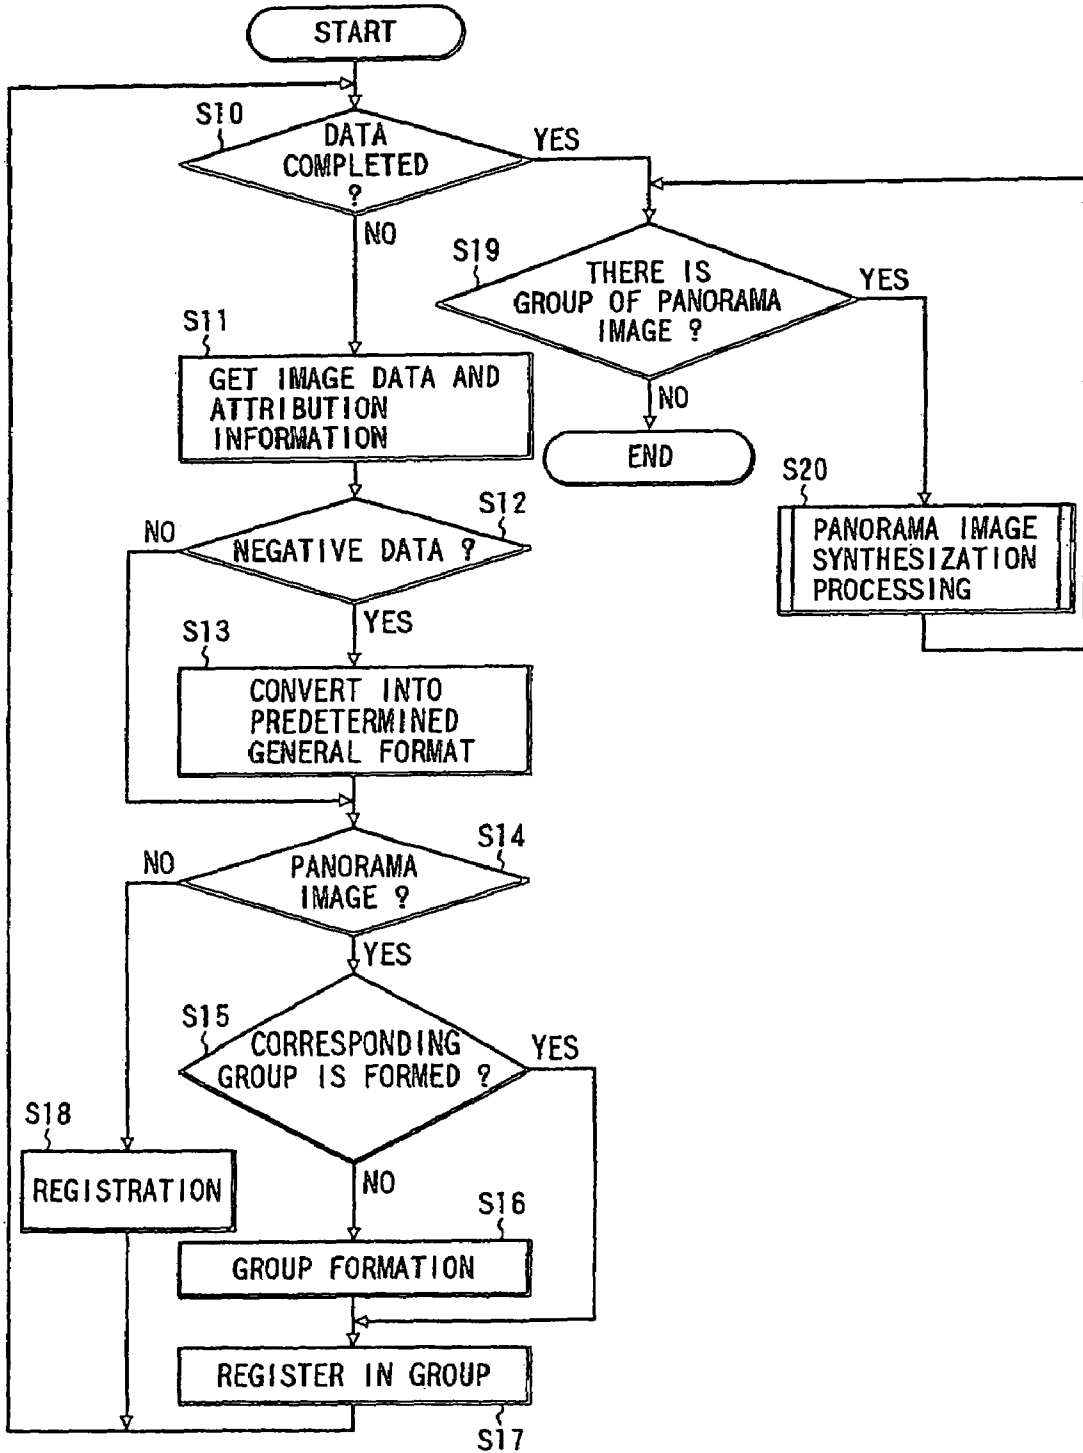 START
S10
DATA
COMPLETED
?
YES
NO
S19
THERE IS
GROUP OF PANORAMA
IMAGE ?
YES
NO
END
S11
GET IMAGE DATA AND
ATTRIBUTION
INFORMATION
S20
PANORAMA IMAGE
SYNTHESIZATION
PROCESSING
S12
NO
NEGATIVE DATA ?
YES
S13
CONVERT INTO
PREDETERMINED
GENERAL FORMAT
S14
NO
PANORAMA
IMAGE ?
YES
S15
CORRESPONDING
GROUP IS FORMED ?
YES
NO
S18
REGISTRATION
S16
GROUP FORMATION
REGISTER IN GROUP
S17